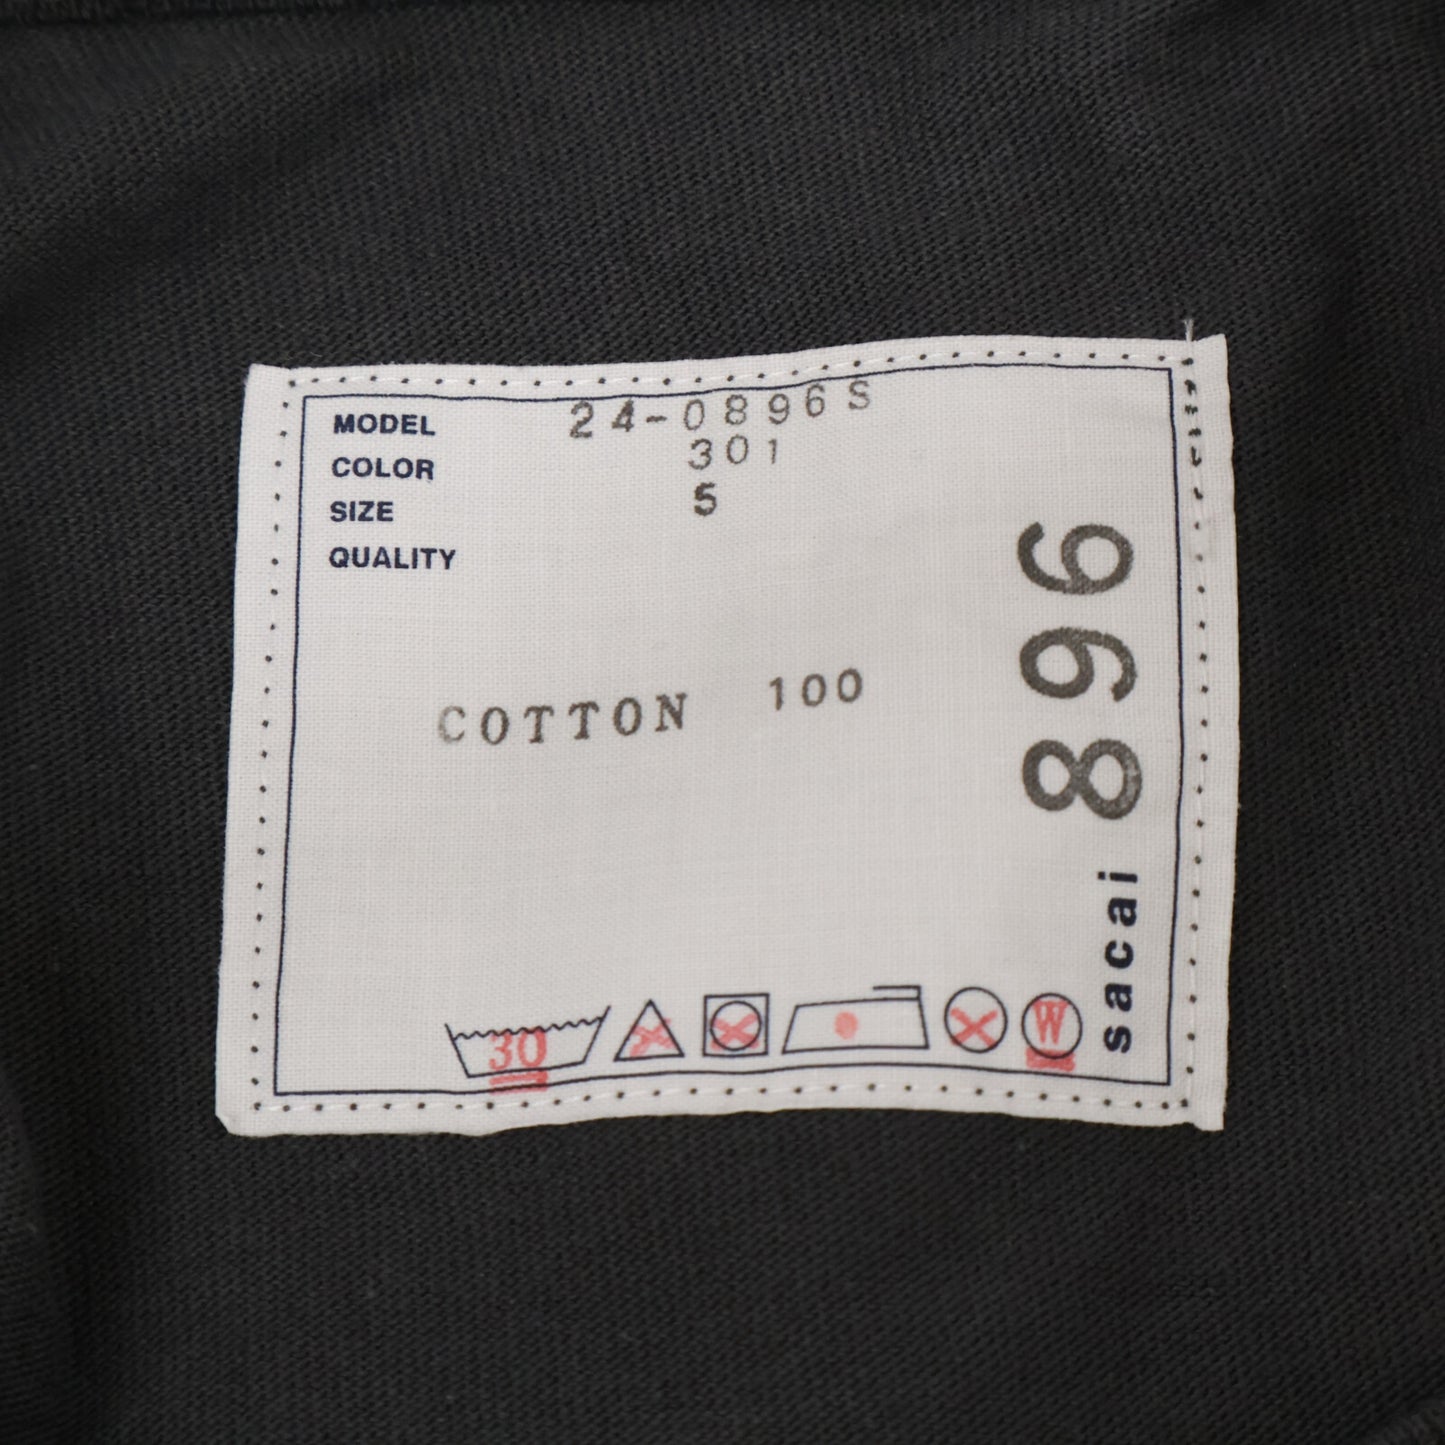 MODEL 24-0896S
COLOR 301
SIZE 5
QUALITY
COTTON 100
sacai 896
30
W